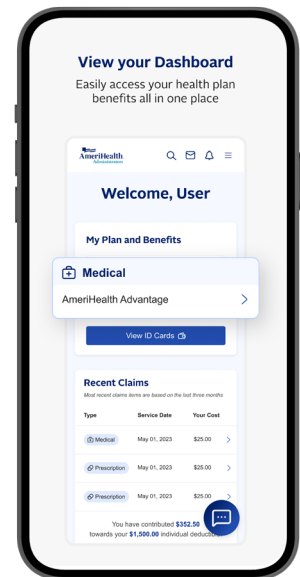 View your Dashboard
Easily access your health plan
benefits all in one place
AmeriHealth
Administrators
Welcome, User
My Plan and Benefits
Medical
AmeriHealth Advantage
View ID Cards
Recent Claims
Most recent claims items are based on the last three months
Type Service Date Your Cost
Medical May 01, 2023 $25.00
Prescription May 01, 2023 $25.00
Prescription May 01, 2023 $25.00
You have contributed $352.50
towards your $1,500.00 individual